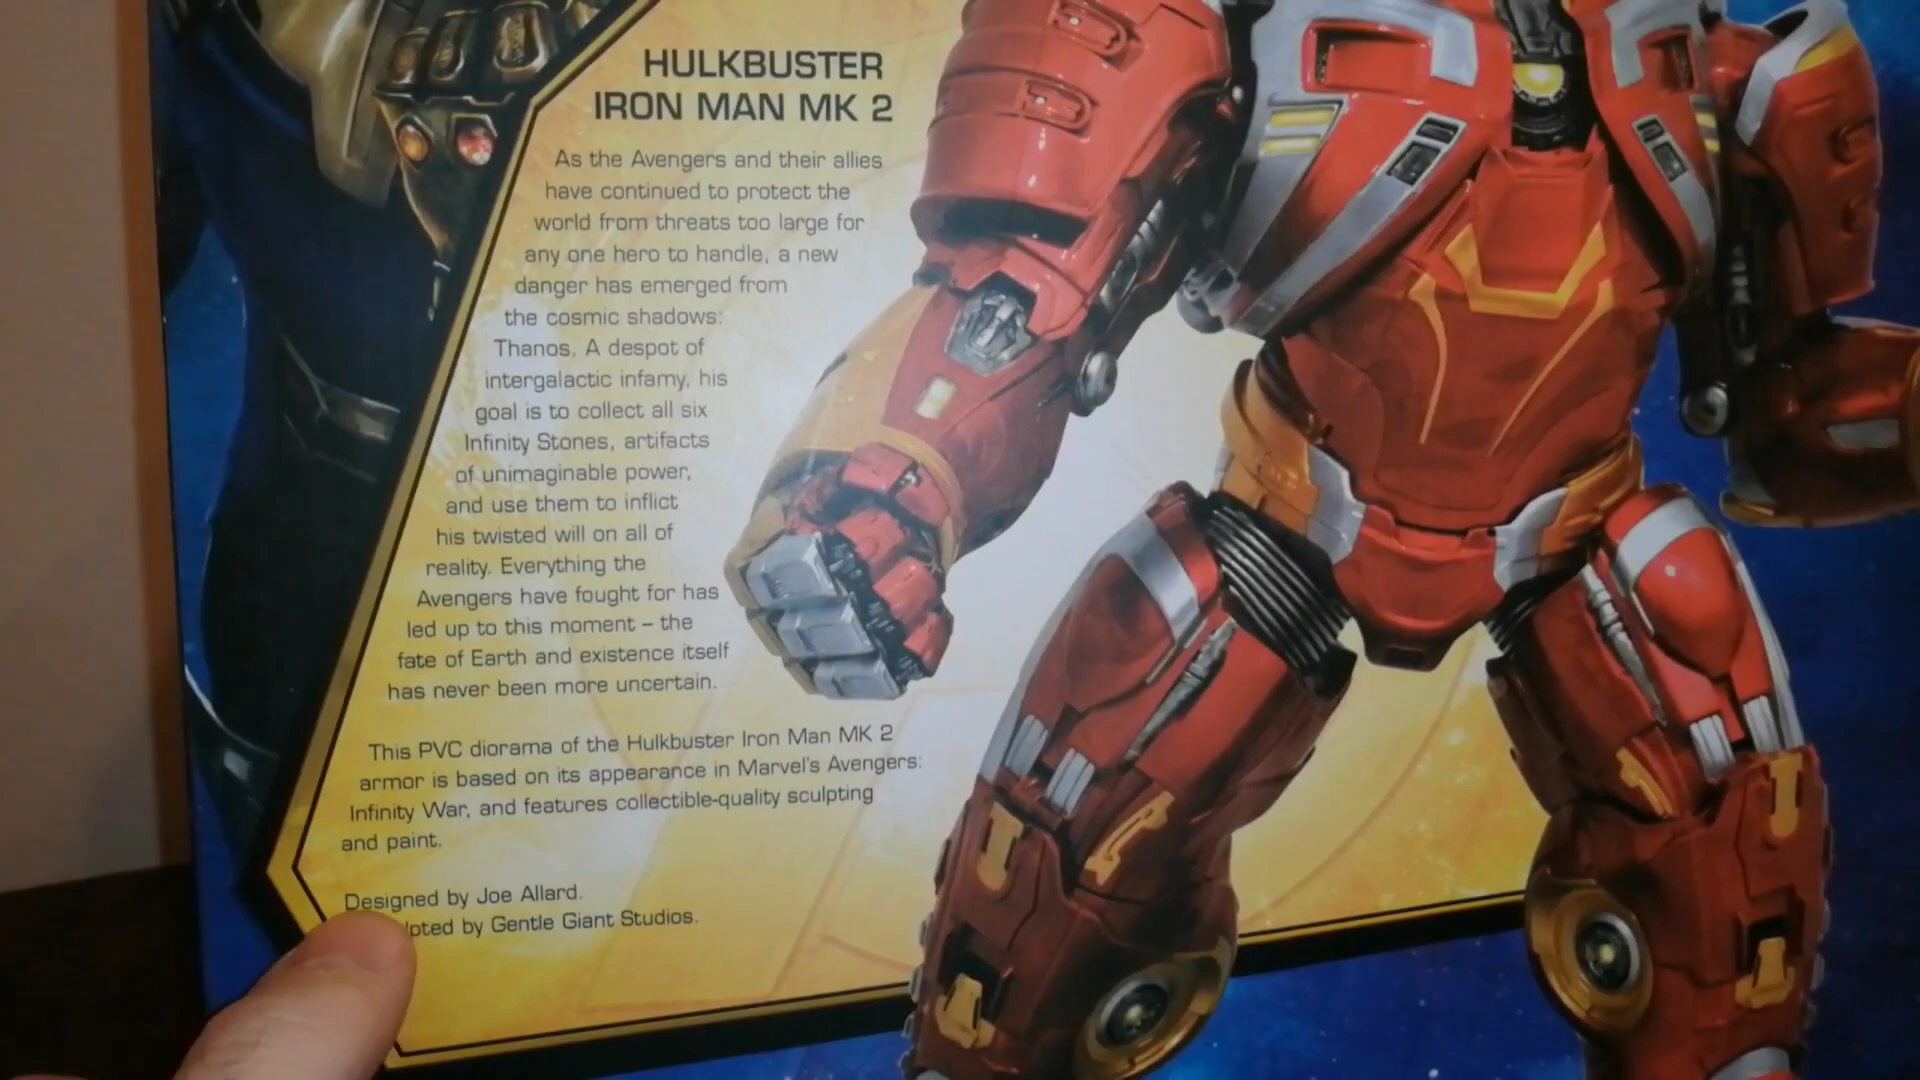 HULKBUSTER
IRON MAN MK 2
As the Avengers and their allies
have continued to protect the
world from threats too large for
any one hero to handle, a new
danger has emerged from
the cosmic shadows:
Thanos. A despot of
intergalactic infamy, his
goal is to collect all six
Infinity Stones, artifacts
of unimaginable power,
and use them to inflict
his twisted will on all of
reality. Everything the
Avengers have fought for has
led up to this moment – the
fate of Earth and existence itself
has never been more uncertain.
This PVC diorama of the Hulkbuster Iron Man MK 2
armor is based on its appearance in Marvel's Avengers:
Infinity War, and features collectible-quality sculpting
and paint.
Designed by Joe Allard.
lpted by Gentle Giant Studios.